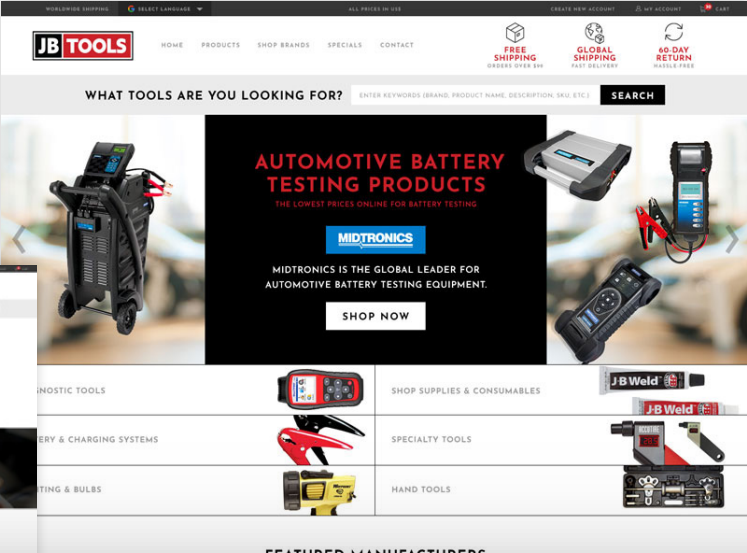 WORLDWIDE SHIPPING
SELECT LANGUAGE
ALL PRICES IN USE
CREATE NEW ACCOUNT
MY ACCOUNT
CART
JB TOOLS
HOME
PRODUCTS
SHOP BRANDS
SPECIALS
CONTACT
FREE
SHIPPING
ORDERS OVER $99
GLOBAL
SHIPPING
FAST DELIVERY
60-DAY
RETURN
HASSLE-FREE
WHAT TOOLS ARE YOU LOOKING FOR?
ENTER KEYWORDS (BRAND, PRODUCT NAME, DESCRIPTION, SKU, ETC.)
SEARCH
AUTOMOTIVE BATTERY
TESTING PRODUCTS
THE LOWEST PRICES ONLINE FOR BATTERY TESTING
MIDTRONICS
MIDTRONICS IS THE GLOBAL LEADER FOR
AUTOMOTIVE BATTERY TESTING EQUIPMENT.
SHOP NOW
GNOSTIC TOOLS
SHOP SUPPLIES & CONSUMABLES
J-B Weld
J-B Weld
ERY & CHARGING SYSTEMS
SPECIALTY TOOLS
TING & BULBS
HAND TOOLS
FEATURED MANUFACTURERS